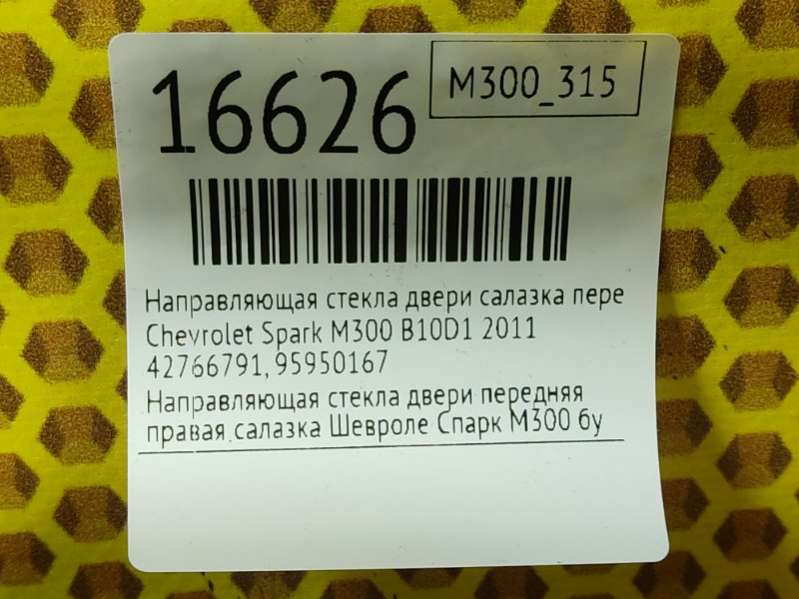 16626
M300_315
Направляющая стекла двери салазка пере
Chevrolet Spark M300 B10D1 2011
42766791, 95950167
Направляющая стекла двери передняя
правая салазка Шевроле Спарк М300 бу